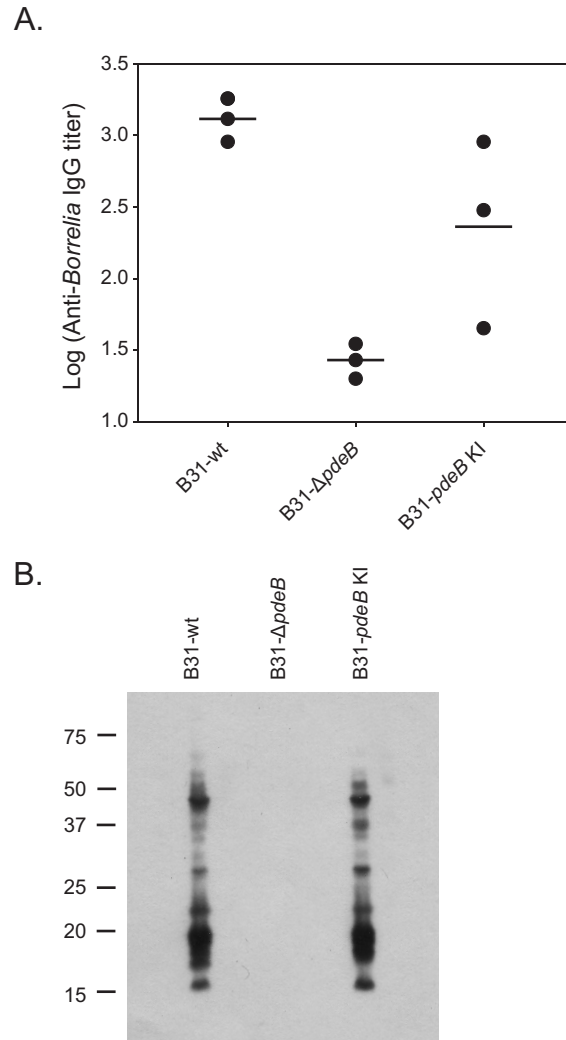 A.
Log (Anti-Borrelia IgG titer)
3.5
3.0
2.5
2.0
1.5
1.0
B31-wt
B31-ΔpdeB
B31-pdeB KI
B.
B31-wt
B31-ΔpdeB
B31-pdeB KI
75
50
37
25
20
15